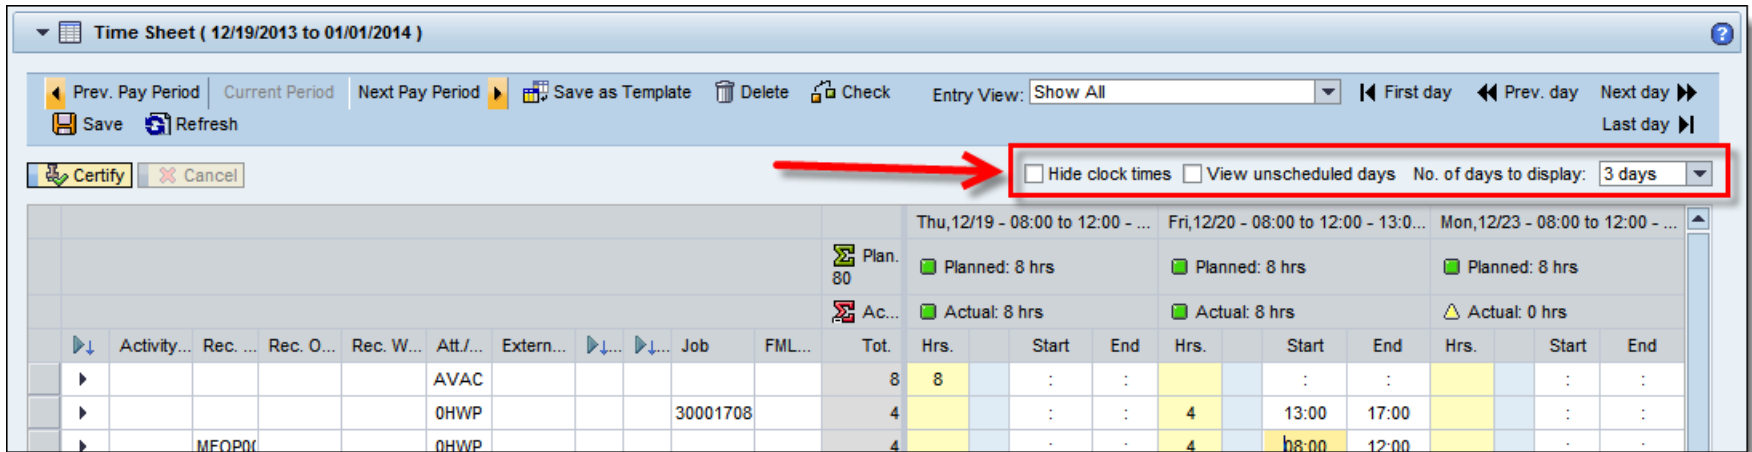 Time Sheet ( 12/19/2013 to 01/01/2014 )
Prev. Pay Period Current Period Next Pay Period Save as Template Delete Check Entry View: Show All First day Prev. day Next day
Save Refresh Last day
Certify Cancel Hide clock times View unscheduled days No. of days to display: 3 days
Thu,12/19 - 08:00 to 12:00 - ... Fri,12/20 - 08:00 to 12:00 - 13:0... Mon,12/23 - 08:00 to 12:00 - ...
Plan. 80 Planned: 8 hrs Planned: 8 hrs Planned: 8 hrs
Ac... Actual: 8 hrs Actual: 8 hrs Actual: 0 hrs
Activity... Rec. ... Rec. O... Rec. W... Att./... Extern... ... ... Job FML... Tot. Hrs. Start End Hrs. Start End Hrs. Start End
AVAC 8 8 : : : : : :
0HWP 30001708 4 : : 4 13:00 17:00 : :
MEOP00 0HWP 4 : : 4 08:00 12:00 : :